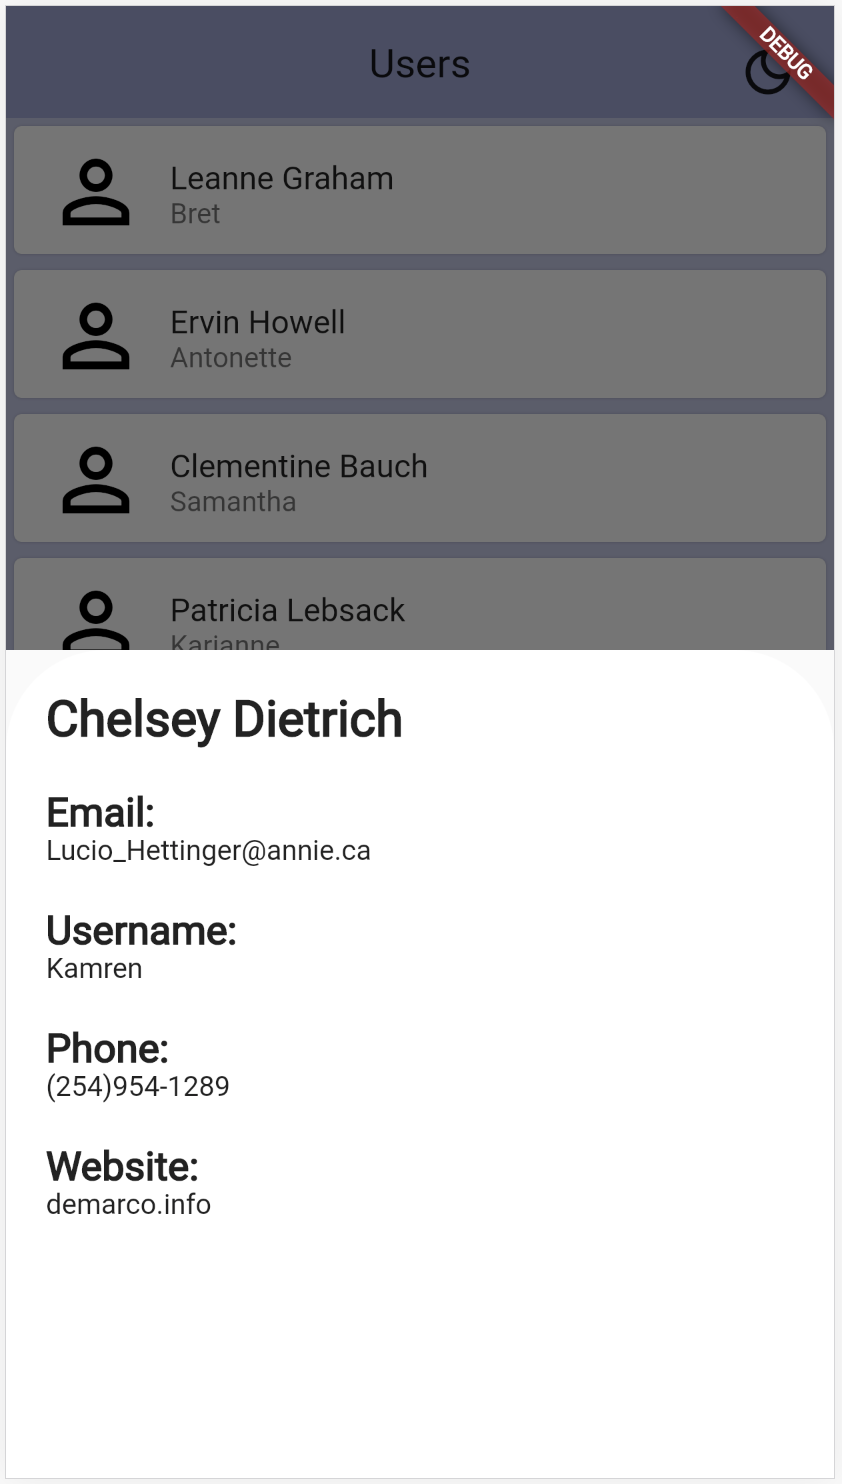 Users
DEBUG
Leanne Graham
Bret
Ervin Howell
Antonette
Clementine Bauch
Samantha
Patricia Lebsack
Karianne
Chelsey Dietrich
Email:
Lucio_Hettinger@annie.ca
Username:
Kamren
Phone:
(254)954-1289
Website:
demarco.info